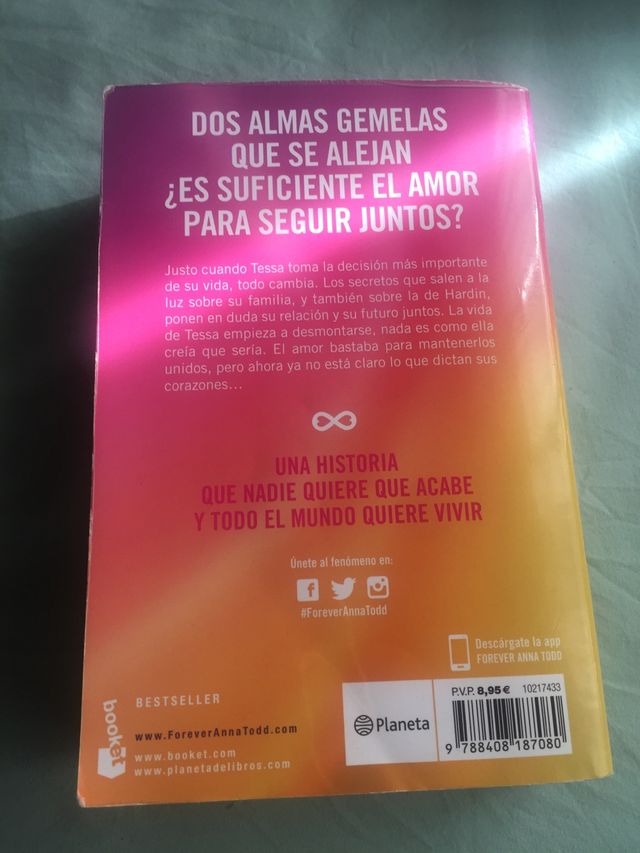 DOS ALMAS GEMELAS
QUE SE ALEJAN
¿ES SUFICIENTE EL AMOR
PARA SEGUIR JUNTOS?
Justo cuando Tessa toma la decisión más importante
de su vida, todo cambia. Los secretos que salen a la
luz sobre su familia, y también sobre la de Hardin,
ponen en duda su relación y su futuro juntos. La vida
de Tessa empieza a desmontarse, nada es como ella
creía que sería. El amor bastaba para mantenerlos
unidos, pero ahora ya no está claro lo que dictan sus
corazones…
UNA HISTORIA
QUE NADIE QUIERE QUE ACABE
Y TODO EL MUNDO QUIERE VIVIR
Únete al fenómeno en:
#ForeverAnnaTodd
Descárgate la app
FOREVER ANNA TODD
booket
BESTSELLER
www.ForeverAnnaTodd.com
www.booket.com
www.planetadelibros.com
Planeta
P.V.P. 8,95 € 10217433
9 788408 187080